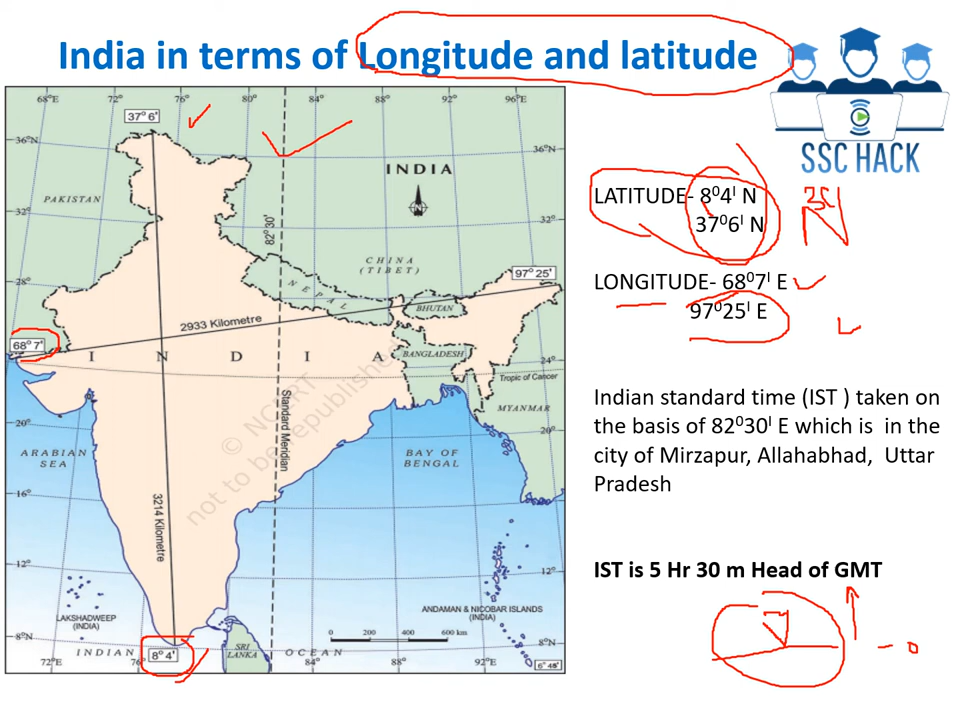 India in terms of Longitude and latitude
SSC HACK
68°E 72° 76° 80° 84° 88° 92° 96°E
37° 6'
36°N 36°N
INDIA
PAKISTAN
32° 32°
82° 30'
CHINA
(TIBET)
97° 25'
28°
NEPAL
BHUTAN
2933 Kilometre
68° 7'
INDIA
BANGLADESH
24°
Tropic of Cancer
MYANMAR
© NCERT
not to be republished
Standard Meridian
20° 20°
ARABIAN
SEA
BAY OF
BENGAL
16° 16°
3214 Kilometre
12° 12°
LAKSHADWEEP
(INDIA)
ANDAMAN & NICOBAR ISLANDS
(INDIA)
0 200 400 600 km
8°N 8°N
INDIAN OCEAN
8° 4'
SRI
LANKA
6° 45'
72°E 76° 84° 88° 92°E
LATITUDE- 8⁰4ᴵ N
37⁰6ᴵ N
N
LONGITUDE- 68⁰7ᴵ E
97⁰25ᴵ E
Indian standard time (IST ) taken on
the basis of 82⁰30ᴵ E which is in the
city of Mirzapur, Allahabhad, Uttar
Pradesh
IST is 5 Hr 30 m Head of GMT